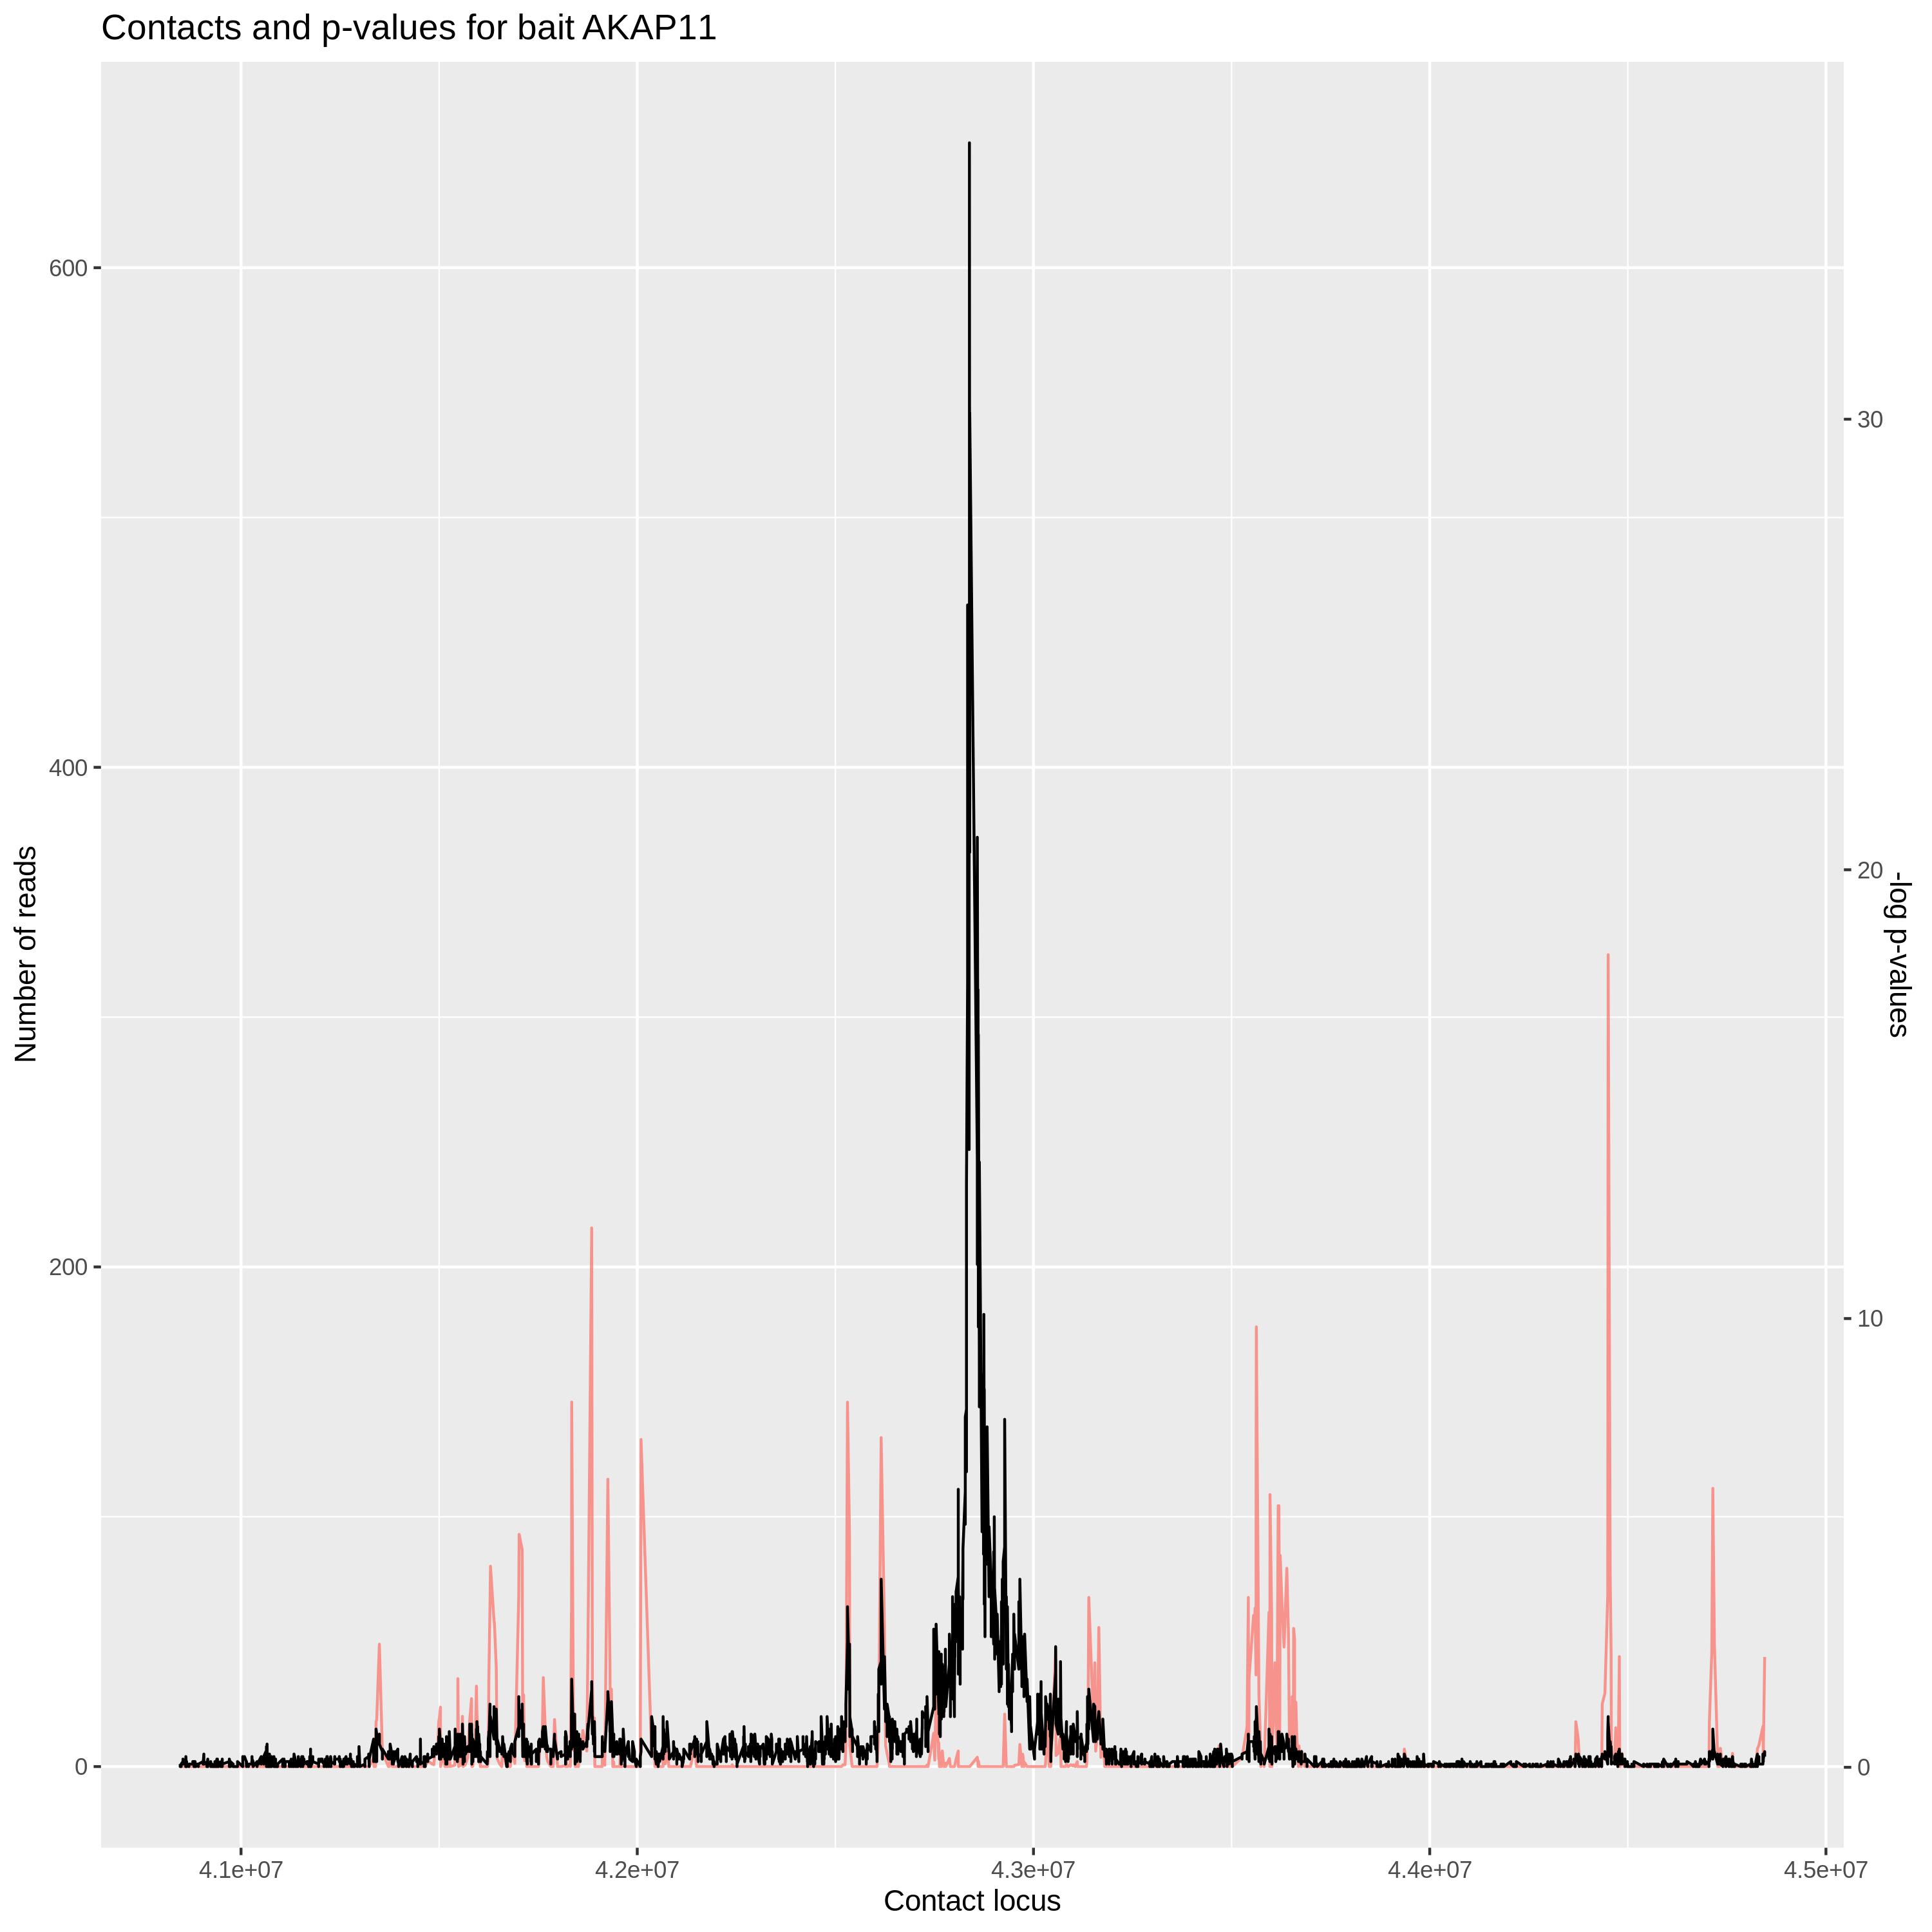 Contacts and p-values for bait AKAP11
600
400
200
0
Number of reads
30
20
10
0
-log p-values
4.1e+07
4.2e+07
4.3e+07
4.4e+07
4.5e+07
Contact locus